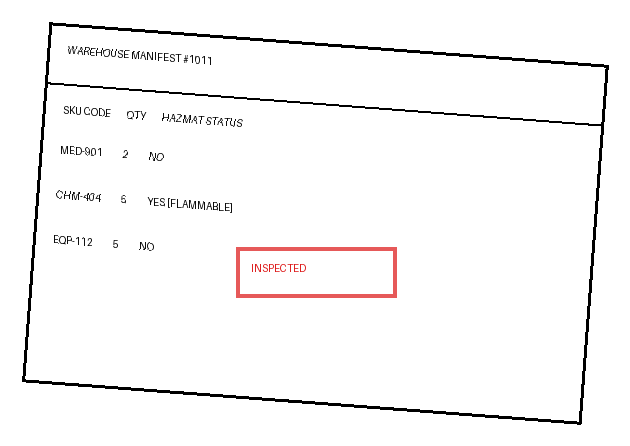 WAREHOUSE MANIFEST #1011
SKU CODE QTY HAZMAT STATUS
MED-901 2 NO
CHM-404 5 YES [FLAMMABLE]
EQP-112 5 NO
INSPECTED